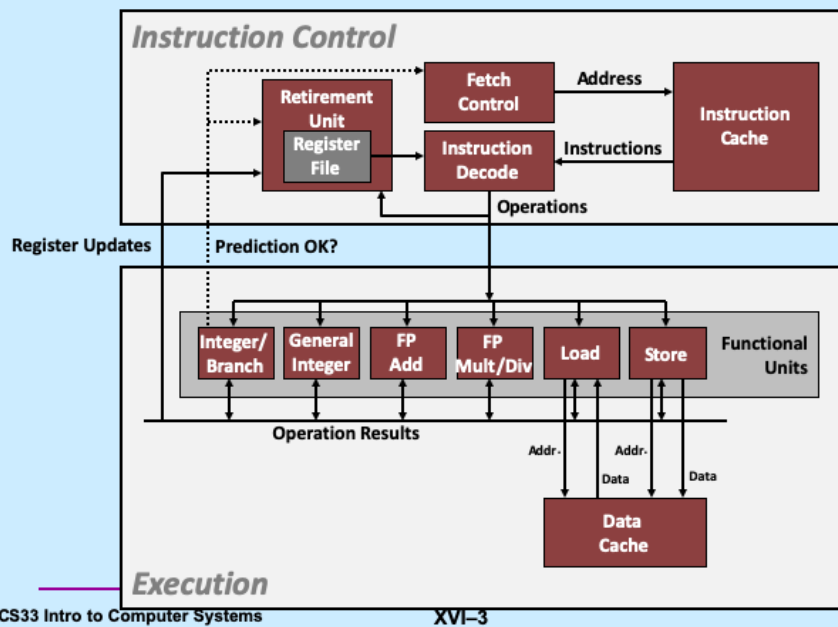 Instruction Control
Fetch
Control
Address
Instruction
Cache
Retirement
Unit
Register
File
Instruction
Decode
Instructions
Operations
Register Updates
Prediction OK?
Integer/
Branch
General
Integer
FP
Add
FP
Mult/Div
Load
Store
Functional
Units
Operation Results
Addr.
Addr.
Data
Data
Data
Cache
Execution
CS33 Intro to Computer Systems
XVI–3